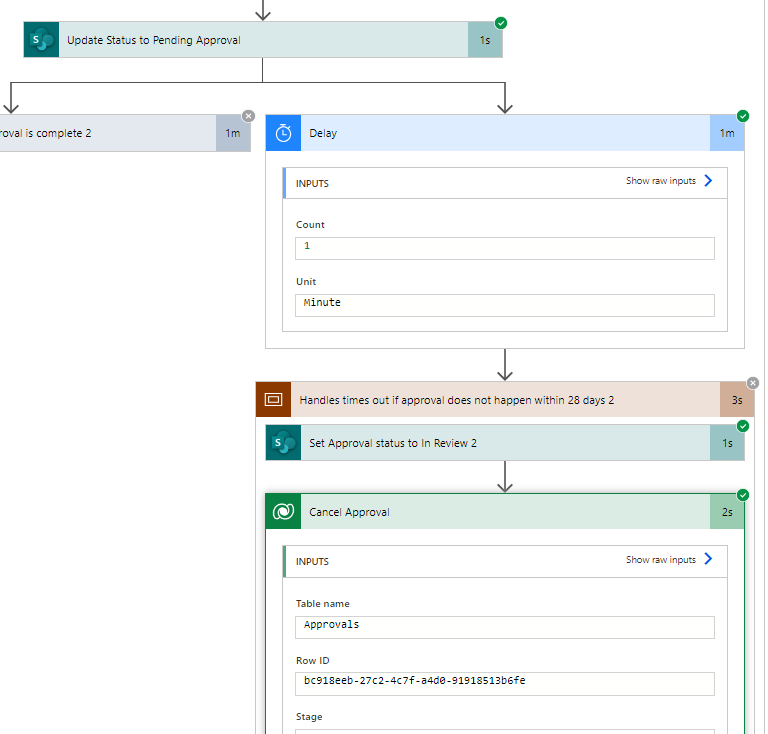 Update Status to Pending Approval
1s
roval is complete 2
1m
Delay
1m
INPUTS
Show raw inputs
Count
1
Unit
Minute
Handles times out if approval does not happen within 28 days 2
3s
S
Set Approval status to In Review 2
1s
Cancel Approval
2s
INPUTS
Show raw inputs
Table name
Approvals
Row ID
bc918eeb-27c2-4c7f-a4d0-91918513b6fe
Stage